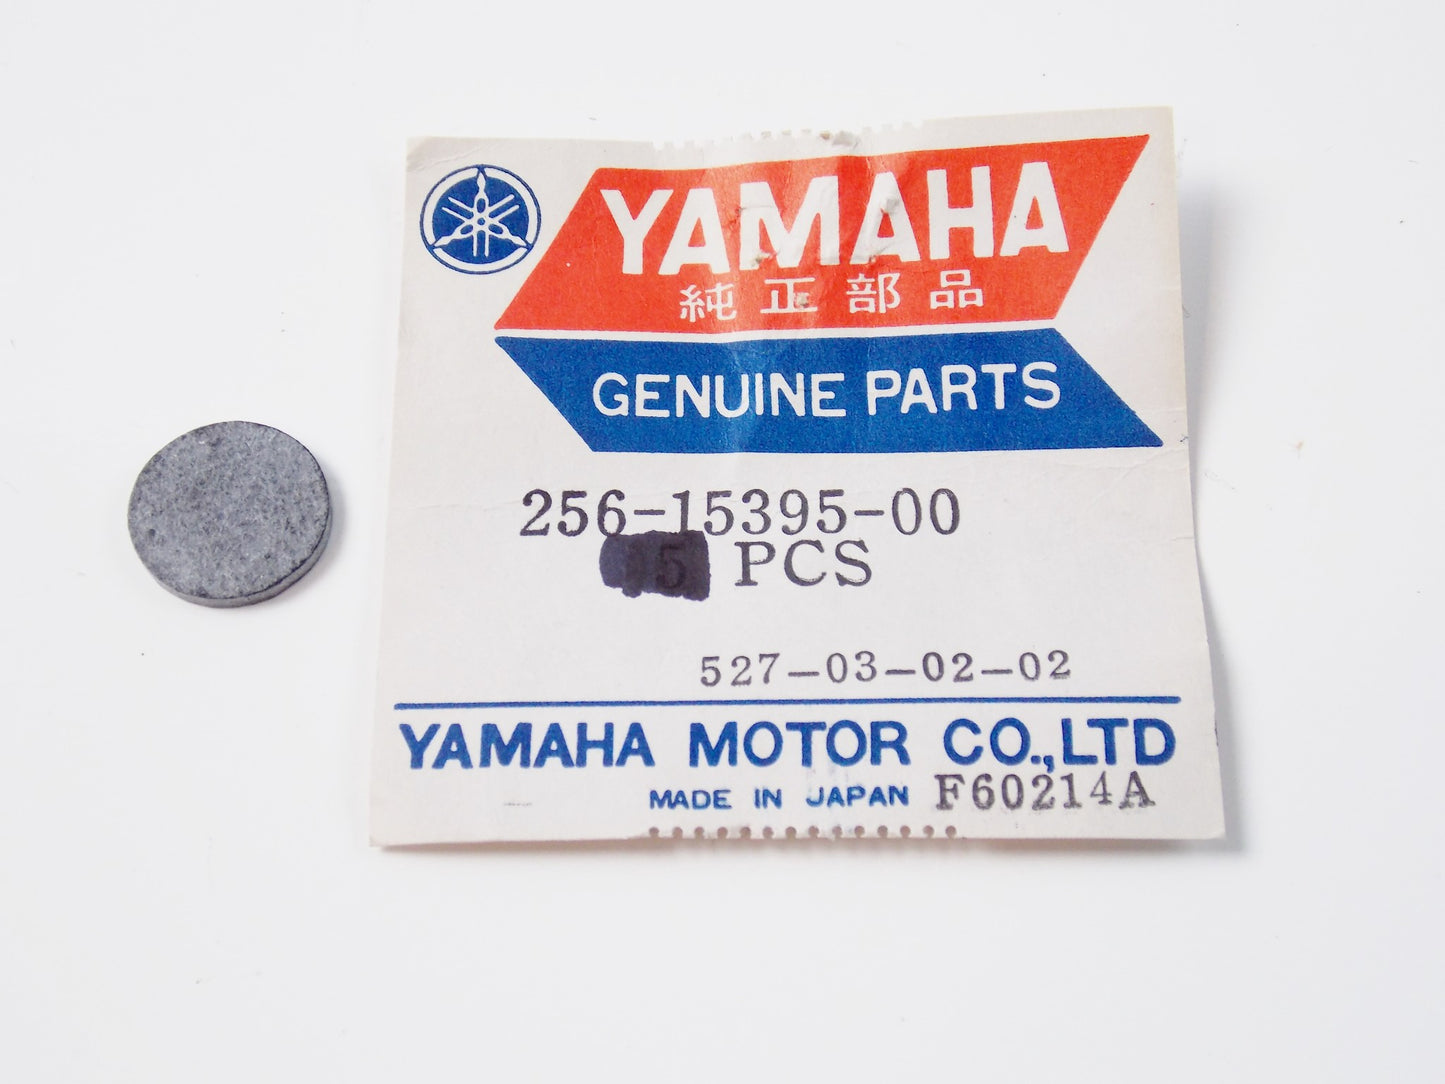 YAMAHA
純正部品
GENUINE PARTS
256-15395-00
5 PCS
527-03-02-02
YAMAHA MOTOR CO.,LTD
MADE IN JAPAN F60214A